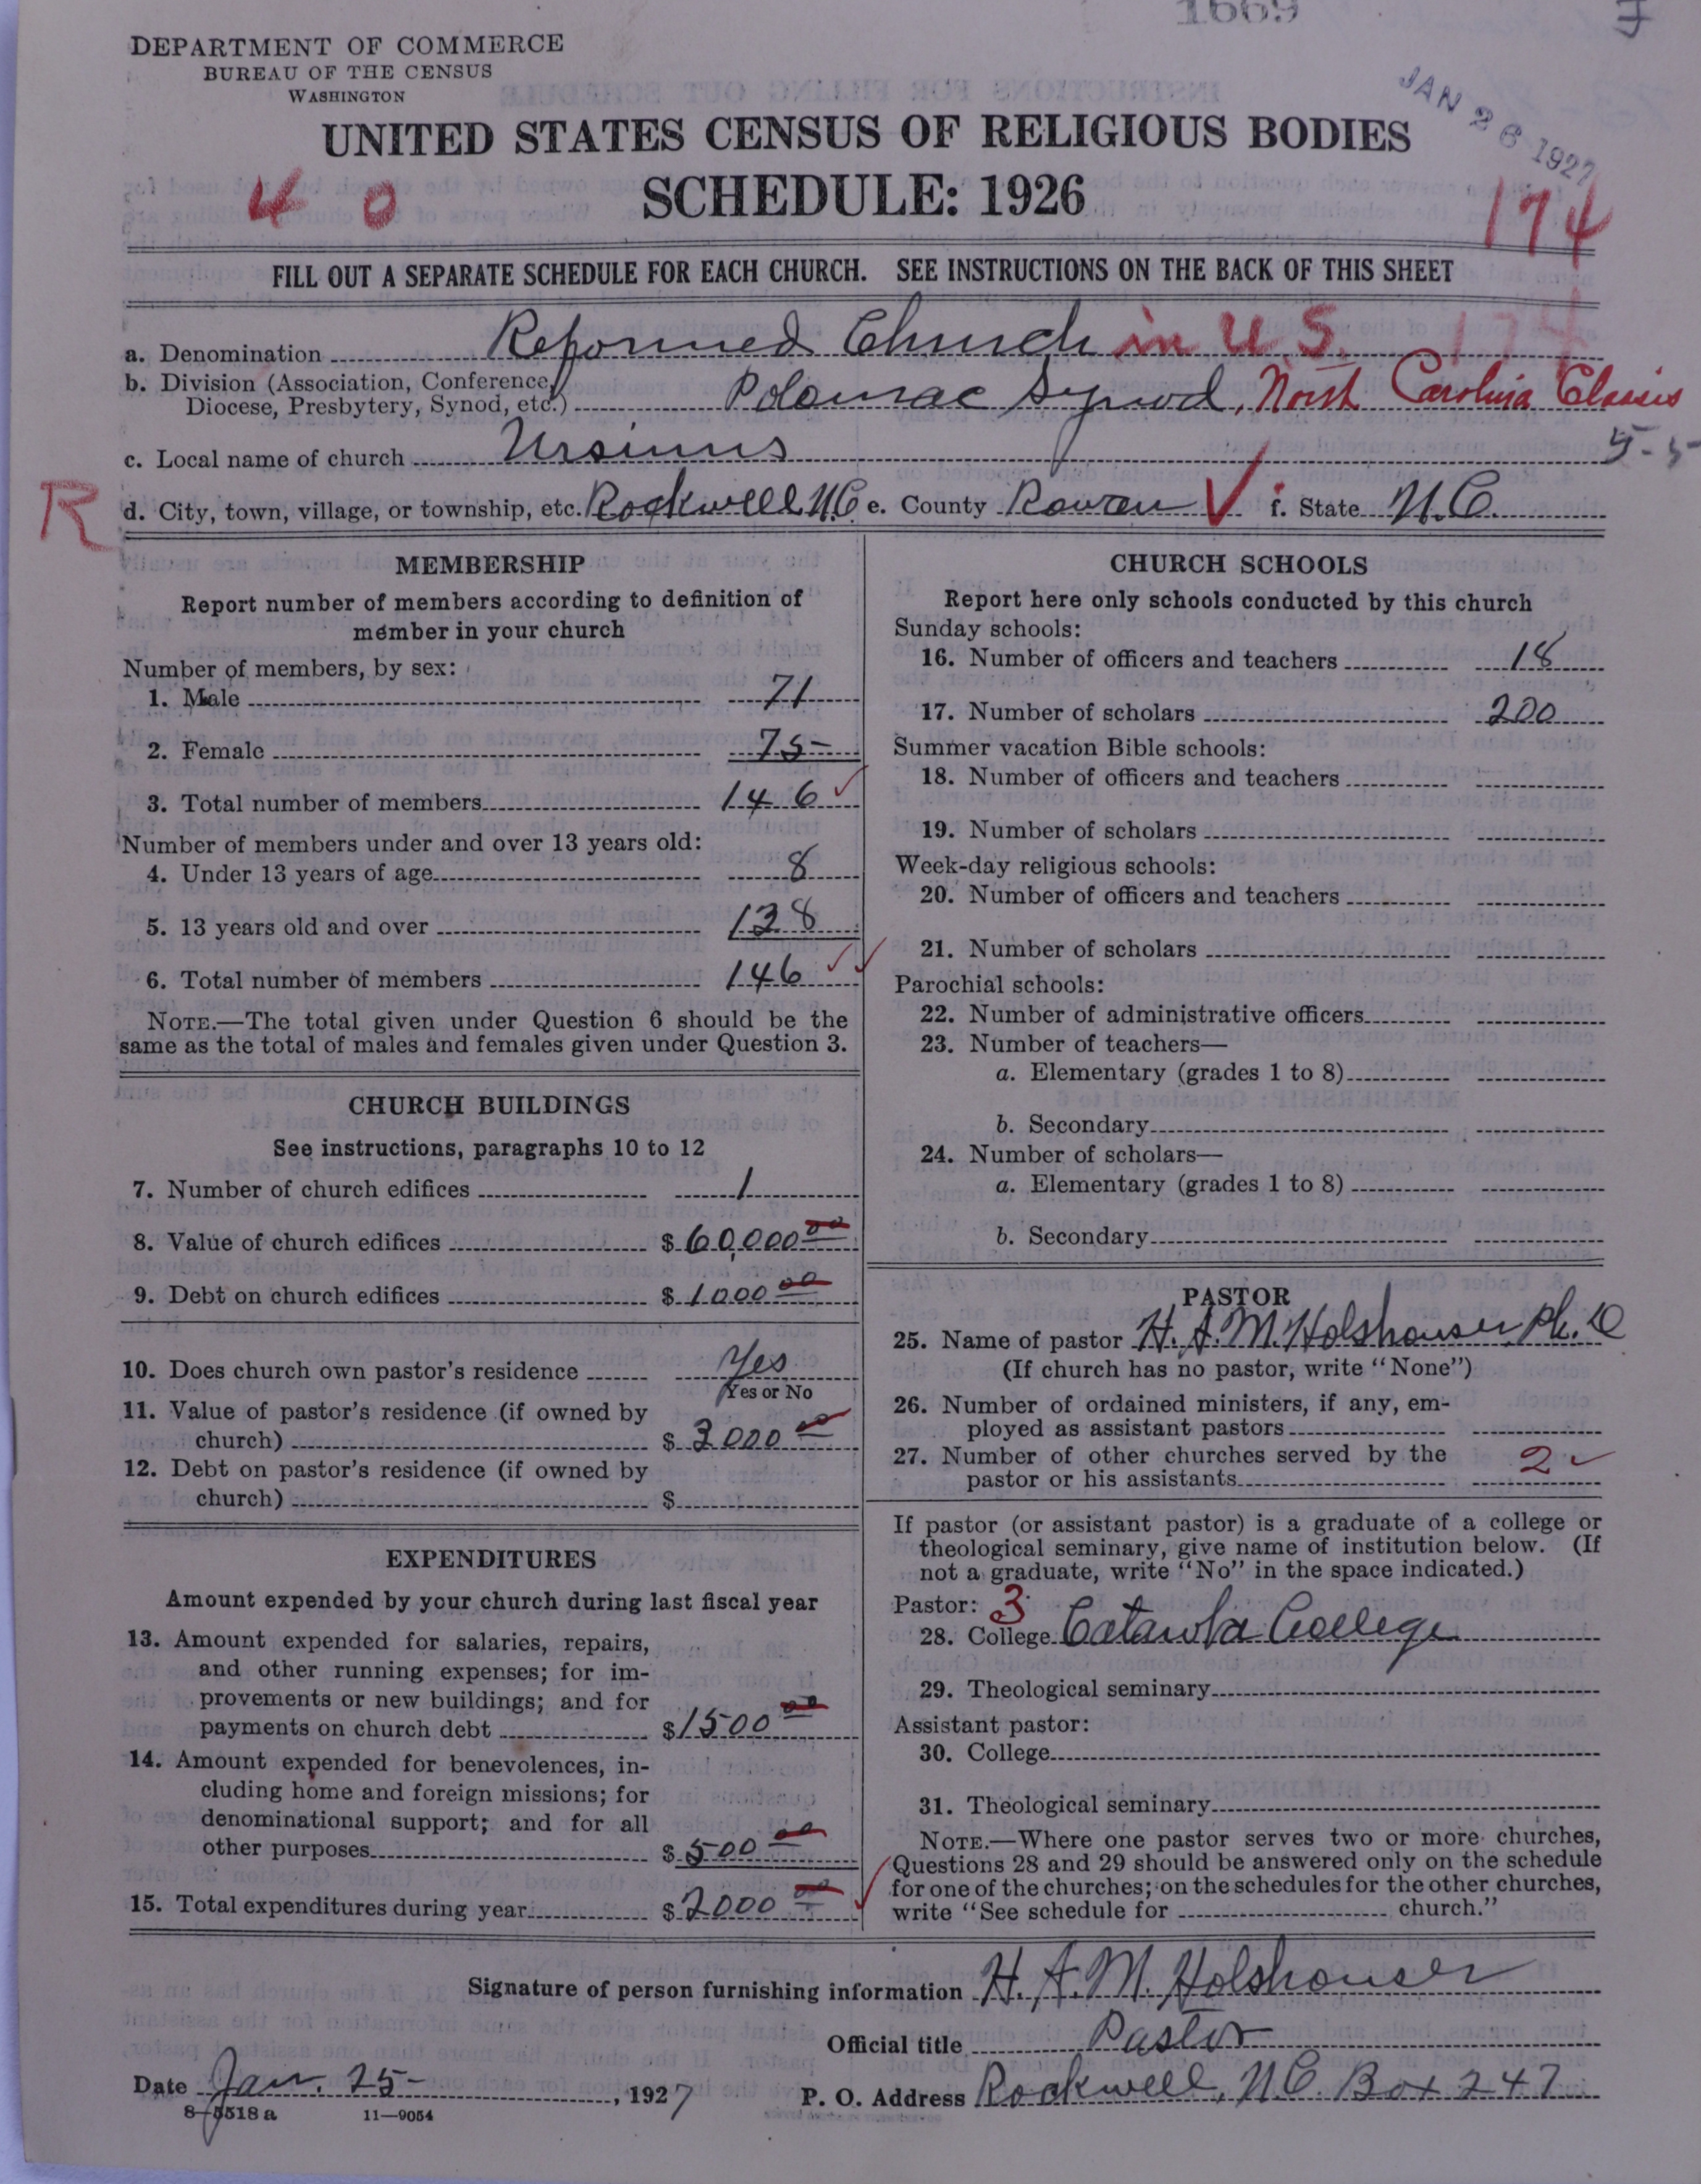 1669
DEPARTMENT OF COMMERCE
BUREAU OF THE CENSUS
WASHINGTON
JAN 26 1927
UNITED STATES CENSUS OF RELIGIOUS BODIES
SCHEDULE: 1926
4 0
174
FILL OUT A SEPARATE SCHEDULE FOR EACH CHURCH. SEE INSTRUCTIONS ON THE BACK OF THIS SHEET
a. Denomination Reformed Church in U.S. 174
b. Division (Association, Conference,
Diocese, Presbytery, Synod, etc.) Potomac Synod, North Carolina Classis
c. Local name of church Ursinus
R d. City, town, village, or township, etc. Rockwell N.C e. County Rowan f. State N.C.
MEMBERSHIP
Report number of members according to definition of
member in your church
Number of members, by sex:
1. Male 71
2. Female 75
3. Total number of members 146
Number of members under and over 13 years old:
4. Under 13 years of age 8
5. 13 years old and over 138
6. Total number of members 146
NOTE.—The total given under Question 6 should be the
same as the total of males and females given under Question 3.
CHURCH BUILDINGS
See instructions, paragraphs 10 to 12
7. Number of church edifices 1
8. Value of church edifices $ 60,000 00
9. Debt on church edifices $ 1000 00
10. Does church own pastor's residence Yes
Yes or No
11. Value of pastor's residence (if owned by
church) $ 3000 00
12. Debt on pastor's residence (if owned by
church) $
EXPENDITURES
Amount expended by your church during last fiscal year
13. Amount expended for salaries, repairs,
and other running expenses; for im-
provements or new buildings; and for
payments on church debt $ 1500 00
14. Amount expended for benevolences, in-
cluding home and foreign missions; for
denominational support; and for all
other purposes $ 500 00
15. Total expenditures during year $ 2000 00
CHURCH SCHOOLS
Report here only schools conducted by this church
Sunday schools:
16. Number of officers and teachers 18
17. Number of scholars 200
Summer vacation Bible schools:
18. Number of officers and teachers
19. Number of scholars
Week-day religious schools:
20. Number of officers and teachers
21. Number of scholars
Parochial schools:
22. Number of administrative officers
23. Number of teachers—
a. Elementary (grades 1 to 8)
b. Secondary
24. Number of scholars—
a. Elementary (grades 1 to 8)
b. Secondary
PASTOR
25. Name of pastor H. A. M. Holshouser Ph. D
(If church has no pastor, write "None")
26. Number of ordained ministers, if any, em-
ployed as assistant pastors
27. Number of other churches served by the
pastor or his assistants 2
If pastor (or assistant pastor) is a graduate of a college or
theological seminary, give name of institution below. (If
not a graduate, write "No" in the space indicated.)
Pastor: 3
28. College Catawba College
29. Theological seminary
Assistant pastor:
30. College
31. Theological seminary
NOTE.—Where one pastor serves two or more churches,
Questions 28 and 29 should be answered only on the schedule
for one of the churches; on the schedules for the other churches,
write "See schedule for church."
Signature of person furnishing information H. A. M. Holshouser
Official title Pastor
Date Jan. 25 , 1927 P. O. Address Rockwell, N.C. Box 247
8-5518 a 11—9054